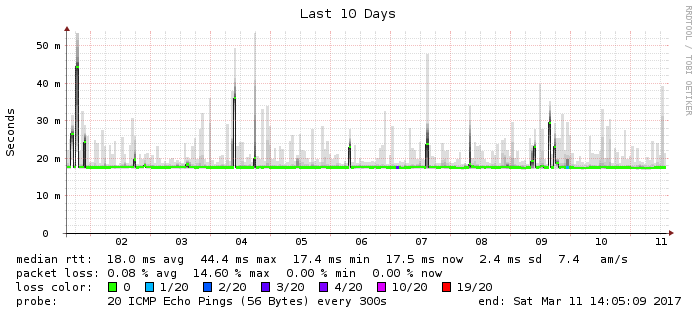 Last 10 Days
RRDTOOL / TOBI OETIKER
Seconds
50 m
40 m
30 m
20 m
10 m
0
02 03 04 05 06 07 08 09 10 11
median rtt: 18.0 ms avg 44.4 ms max 17.4 ms min 17.5 ms now 2.4 ms sd 7.4 am/s
packet loss: 0.08 % avg 14.60 % max 0.00 % min 0.00 % now
loss color: 0 1/20 2/20 3/20 4/20 10/20 19/20
probe: 20 ICMP Echo Pings (56 Bytes) every 300s end: Sat Mar 11 14:05:09 2017